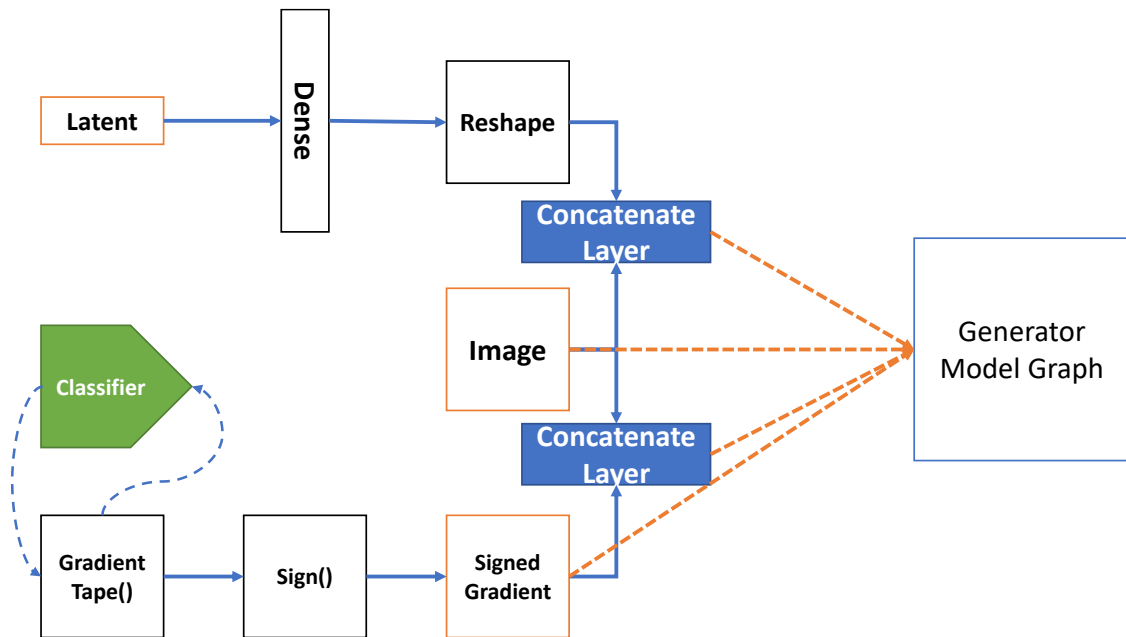 Latent
Dense
Reshape
Concatenate
Layer
Image
Generator
Model Graph
Classifier
Concatenate
Layer
Gradient
Tape()
Sign()
Signed
Gradient